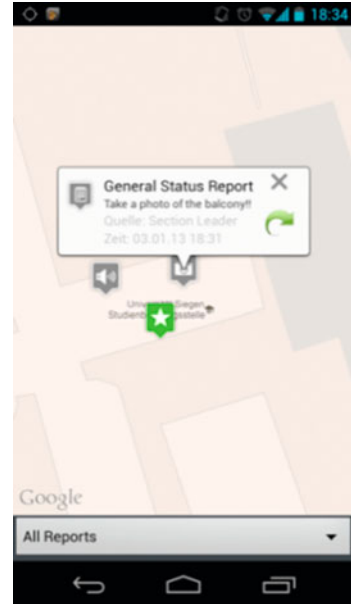 18:34
General Status Report
Take a photo of the balcony!!
Quelle: Section Leader
Zeit: 03.01.13 18:31
Siegen
Google
All Reports